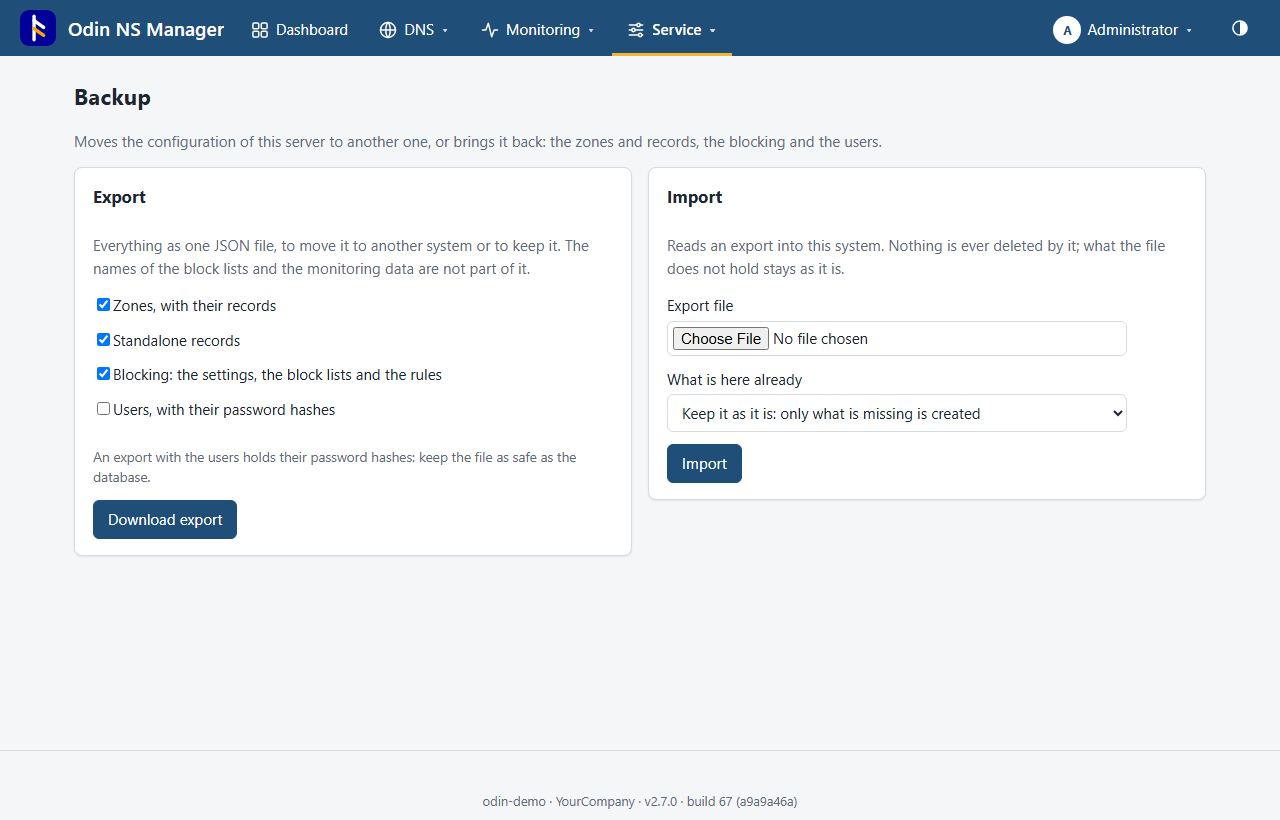 Odin NS Manager
Dashboard
DNS
Monitoring
Service
A
Administrator
Backup
Moves the configuration of this server to another one, or brings it back: the zones and records, the blocking and the users.
Export
Everything as one JSON file, to move it to another system or to keep it. The
names of the block lists and the monitoring data are not part of it.
Zones, with their records
Standalone records
Blocking: the settings, the block lists and the rules
Users, with their password hashes
An export with the users holds their password hashes: keep the file as safe as the
database.
Download export
Import
Reads an export into this system. Nothing is ever deleted by it; what the file
does not hold stays as it is.
Export file
Choose File No file chosen
What is here already
Keep it as it is: only what is missing is created
Import
odin-demo · YourCompany · v2.7.0 · build 67 (a9a9a46a)